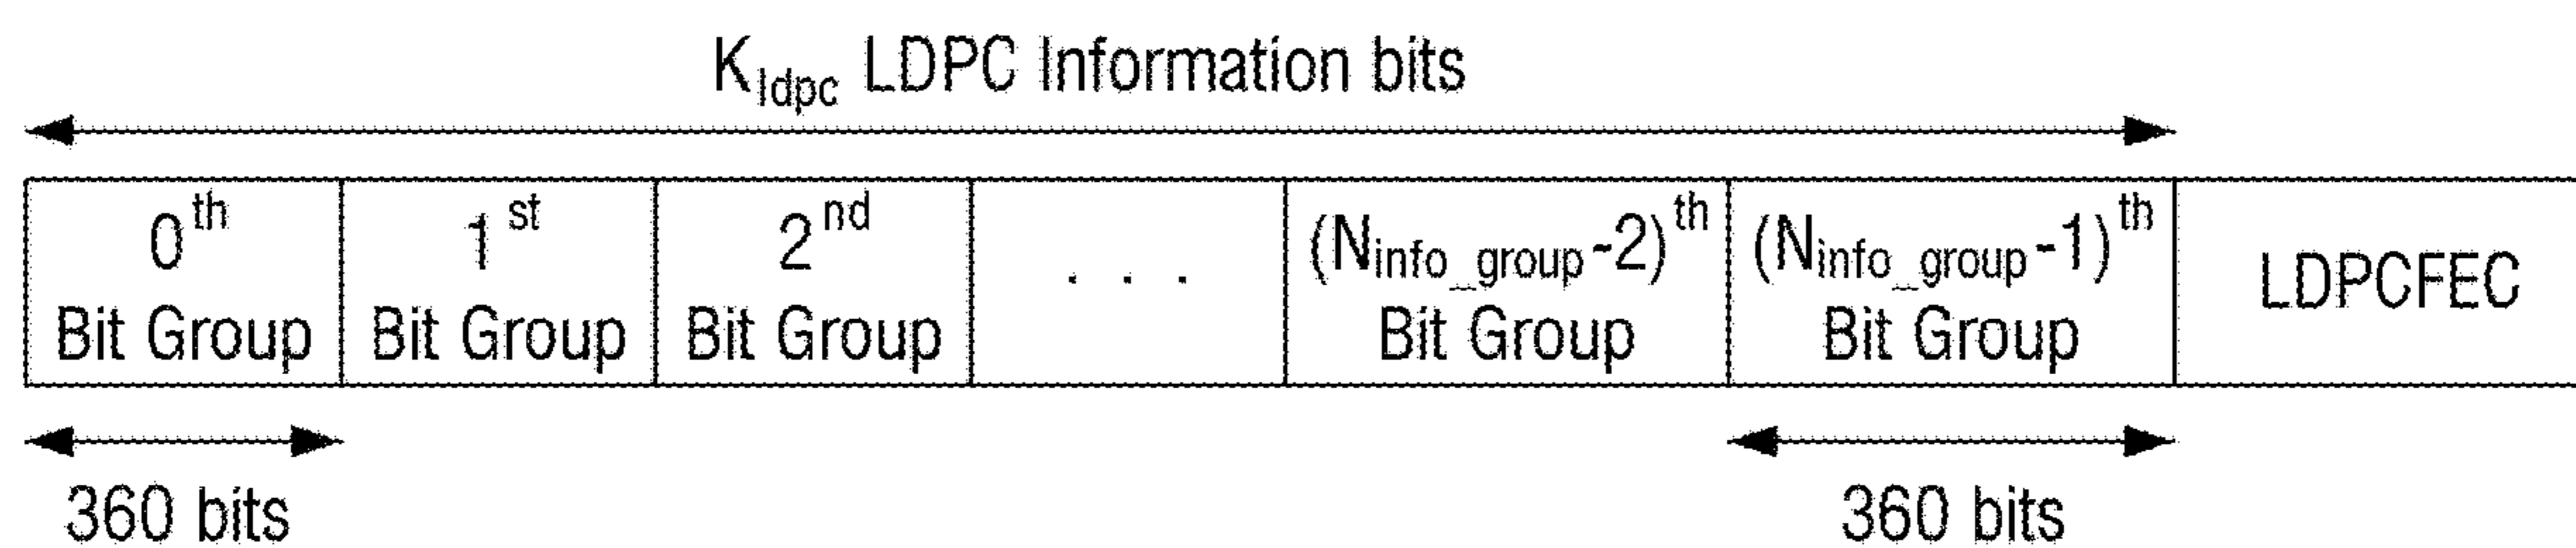 K_ldpc LDPC Information bits
0th Bit Group
1st Bit Group
2nd Bit Group
. . .
(N_info_group-2)th Bit Group
(N_info_group-1)th Bit Group
LDPCFEC
360 bits
360 bits